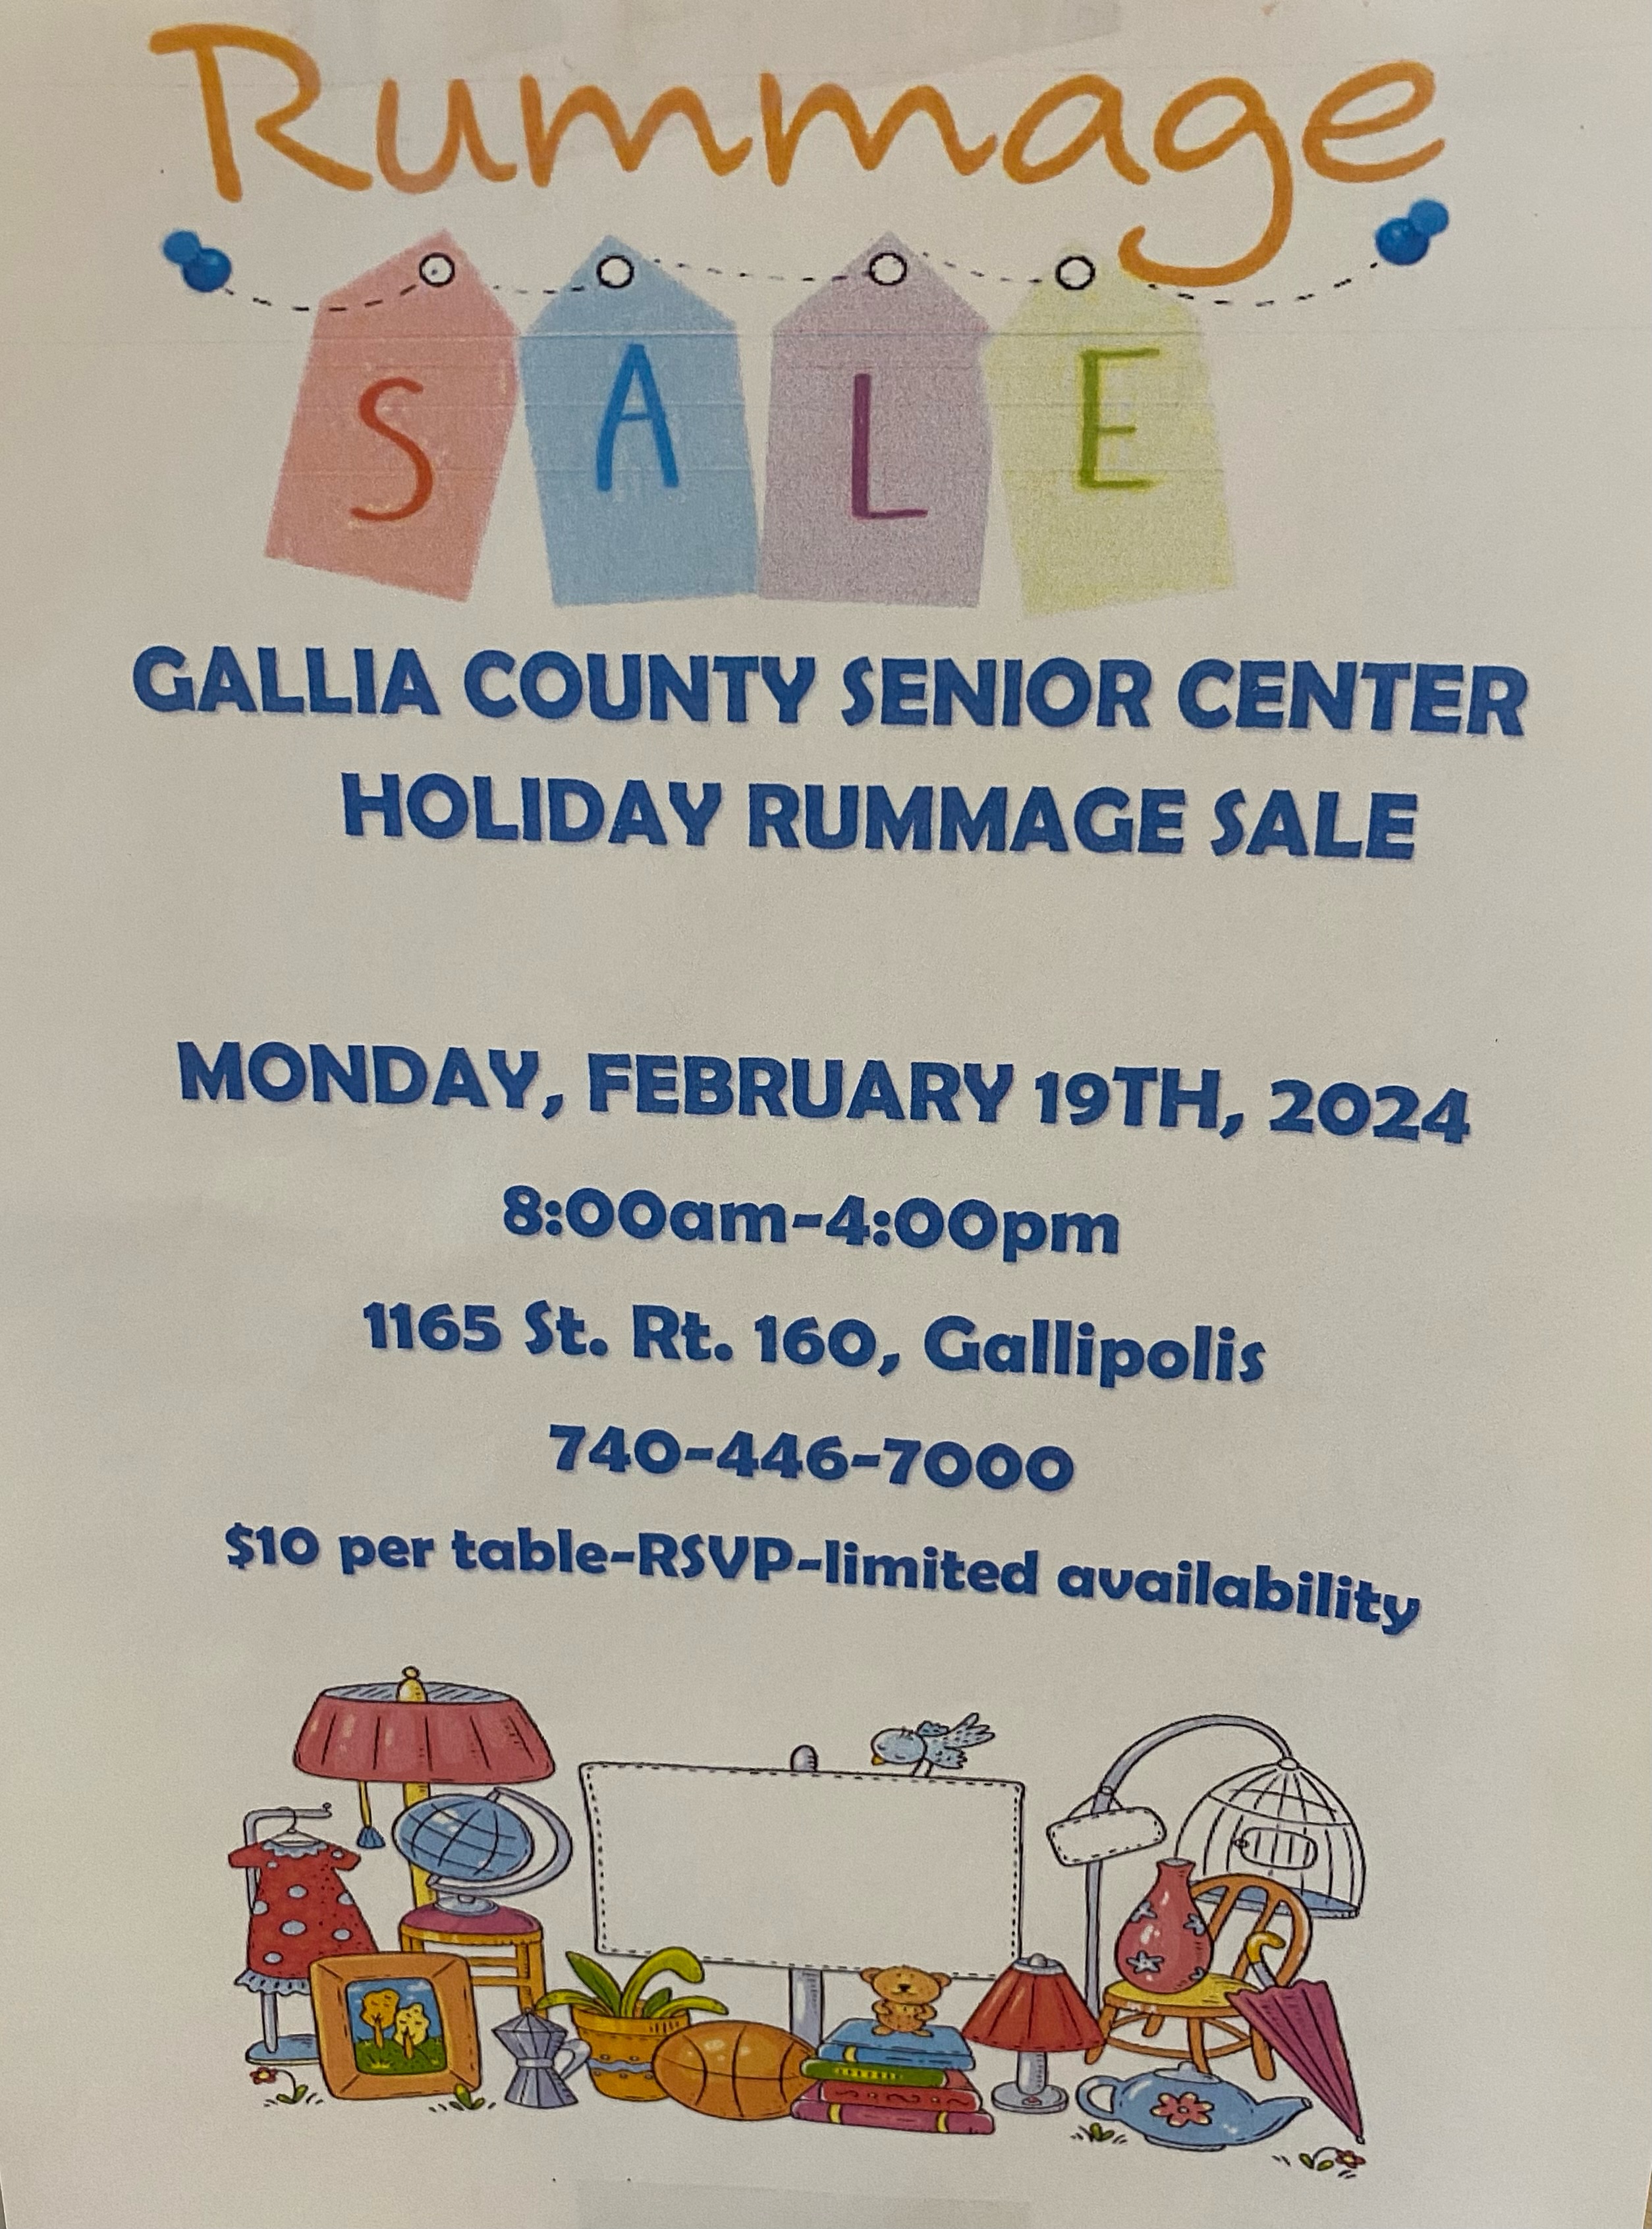 Rummage
SALE
GALLIA COUNTY SENIOR CENTER
HOLIDAY RUMMAGE SALE
MONDAY, FEBRUARY 19TH, 2024
8:00am-4:00pm
1165 St. Rt. 160, Gallipolis
740-446-7000
$10 per table-RSVP-limited availability